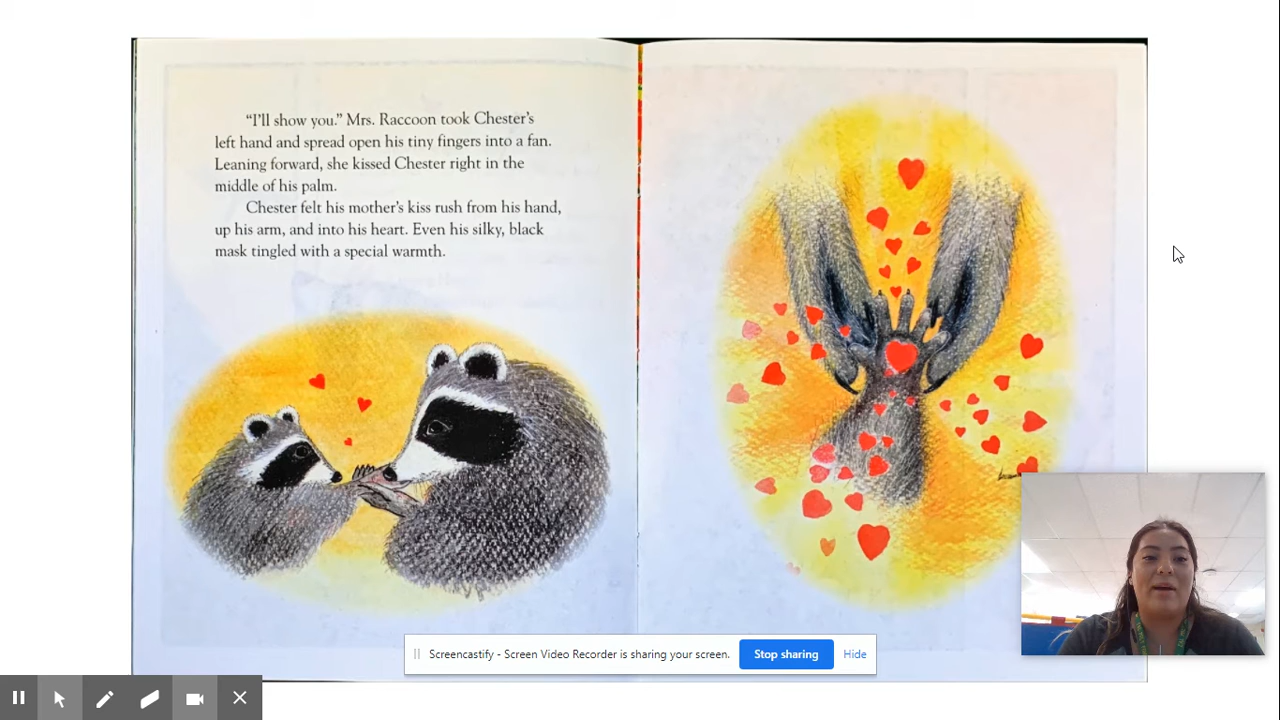 “I’ll show you.” Mrs. Raccoon took Chester’s
left hand and spread open his tiny fingers into a fan.
Leaning forward, she kissed Chester right in the
middle of his palm.
Chester felt his mother’s kiss rush from his hand,
up his arm, and into his heart. Even his silky, black
mask tingled with a special warmth.
Screencastify - Screen Video Recorder is sharing your screen.
Stop sharing
Hide